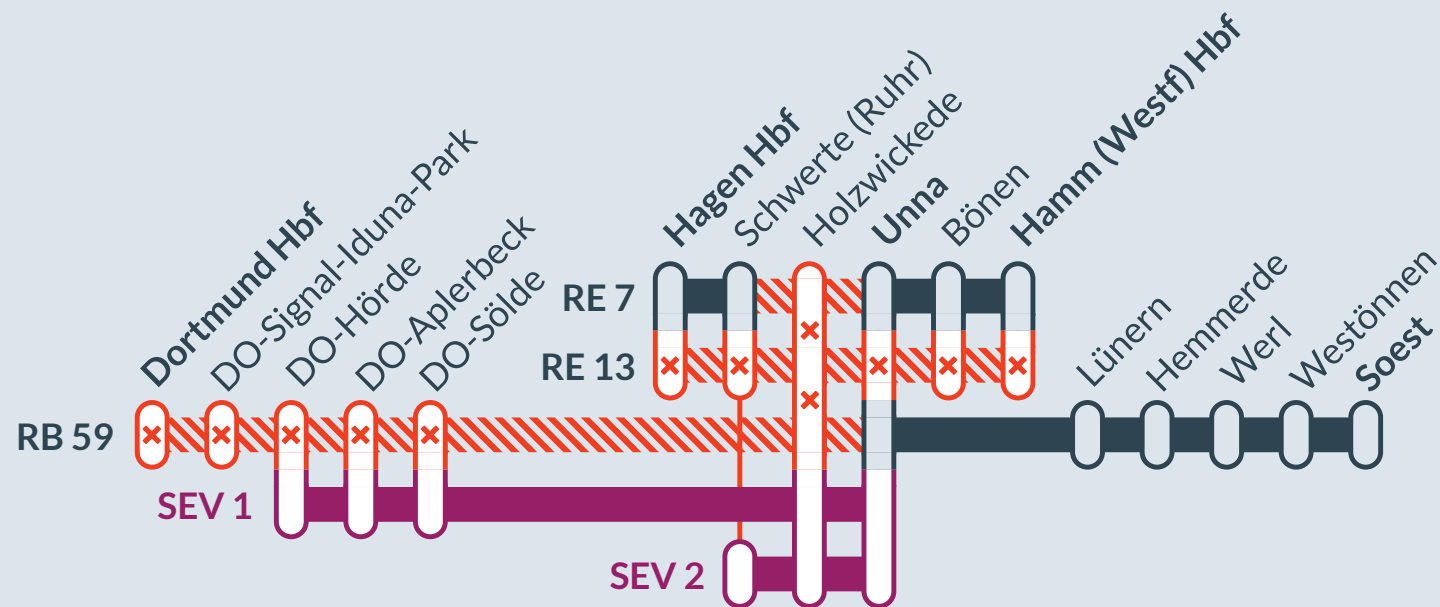 Dortmund Hbf
DO-Signal-Iduna-Park
DO-Hörde
DO-Aplerbeck
DO-Sölde
Hagen Hbf
Schwerte (Ruhr)
Holzwickede
Unna
Bönen
Hamm (Westf) Hbf
Lünern
Hemmerde
Werl
Westönnen
Soest
RE 7
RE 13
RB 59
SEV 1
SEV 2